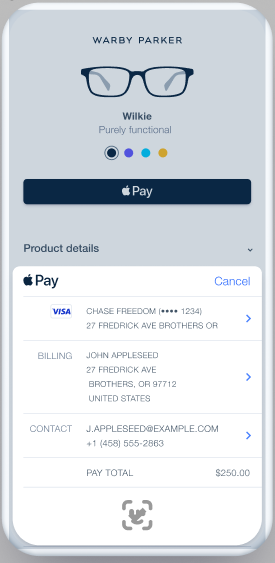 WARBY PARKER
Wilkie
Purely functional
Pay
Product details
Pay Cancel
VISA CHASE FREEDOM (•••• 1234)
27 FREDRICK AVE BROTHERS OR
BILLING JOHN APPLESEED
27 FREDRICK AVE
BROTHERS, OR 97712
UNITED STATES
CONTACT J.APPLESEED@EXAMPLE.COM
+1 (458) 555-2863
PAY TOTAL $250.00